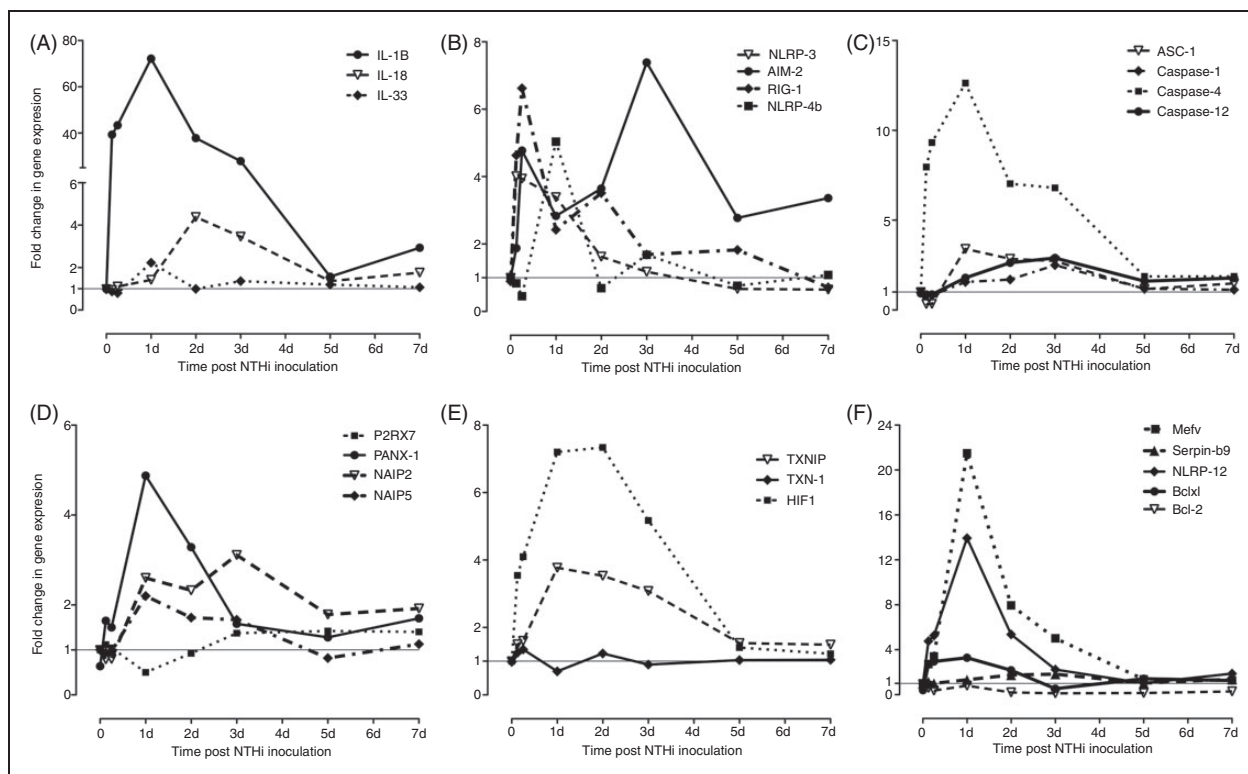 (A)
80
60
40
6
4
2
1
0
IL-1B
IL-18
IL-33
Fold change in gene expresion
0 1d 2d 3d 4d 5d 6d 7d
Time post NTHi inoculation
(B)
8
6
4
2
1
0
NLRP-3
AIM-2
RIG-1
NLRP-4b
0 1d 2d 3d 4d 5d 6d 7d
Time post NTHi inoculation
(C)
15
10
5
1
0
ASC-1
Caspase-1
Caspase-4
Caspase-12
0 1d 2d 3d 4d 5d 6d 7d
Time post NTHi inoculation
(D)
6
4
2
1
0
P2RX7
PANX-1
NAIP2
NAIP5
Fold change in gene expresion
0 1d 2d 3d 4d 5d 6d 7d
Time post NTHi inoculation
(E)
8
6
4
2
1
0
TXNIP
TXN-1
HIF1
0 1d 2d 3d 4d 5d 6d 7d
Time post NTHi inoculation
(F)
24
20
16
12
8
4
1
0
Mefv
Serpin-b9
NLRP-12
Bclxl
Bcl-2
0 1d 2d 3d 4d 5d 6d 7d
Time post NTHi inoculation